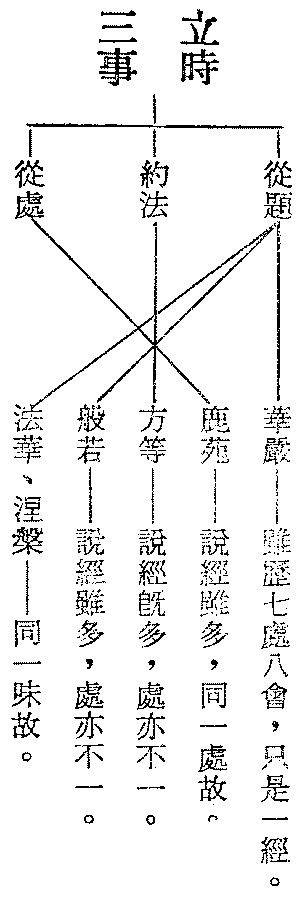 立時
三事
從題
約法
從處
華嚴——雖歷七處八會，只是一經。
鹿苑——說經雖多，同一處故。
方等——說經旣多，處亦不一。
般若——說經雖多，處亦不一。
法華、涅槃——同一味故。